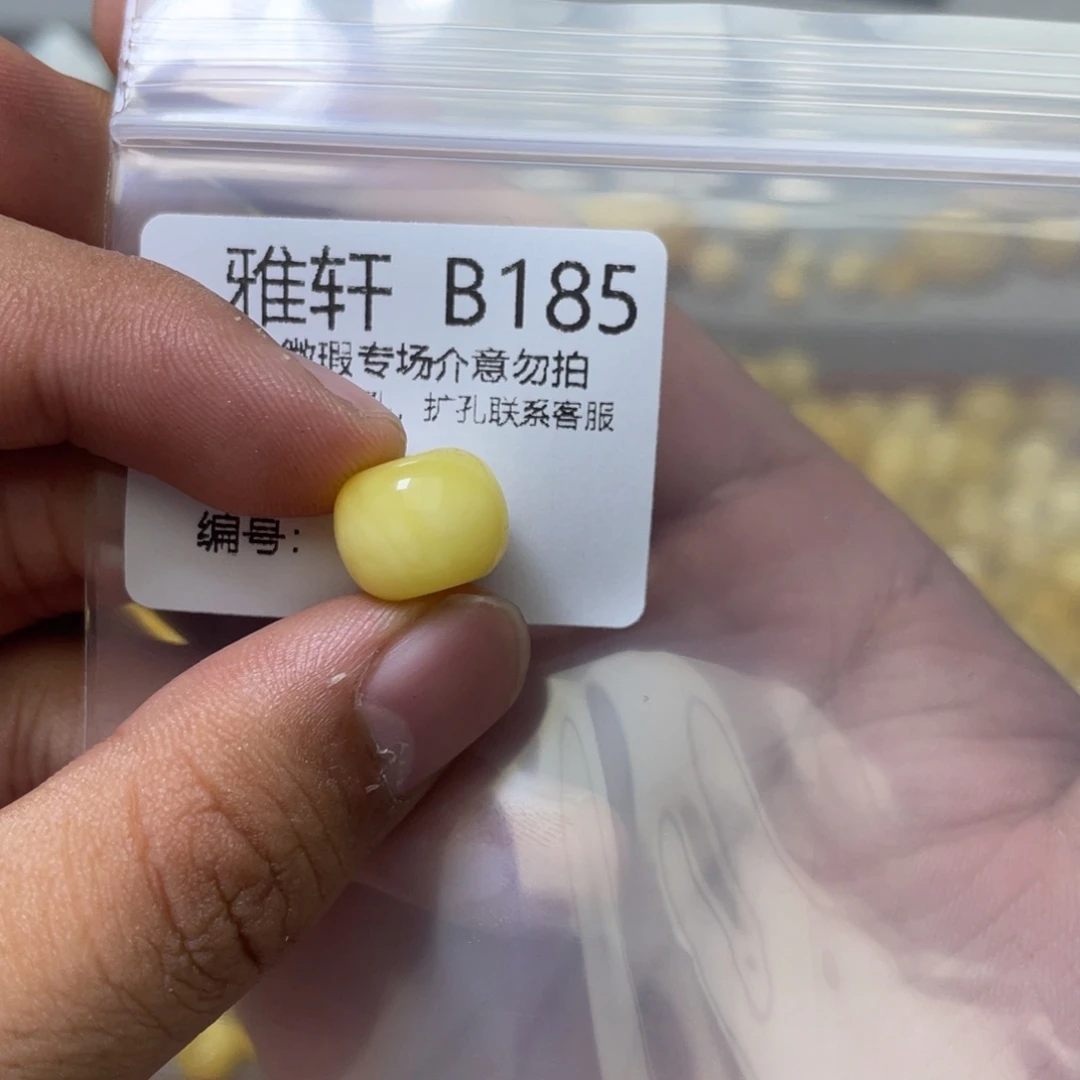 雅轩 B185
微瑕专场介意勿拍
孔，扩孔联系客服
编号：